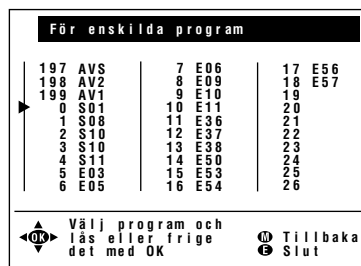 För enskilda program
197 AVS 7 E06 17 E56
198 AV2 8 E09 18 E57
199 AV1 9 E10 19
0 S01 10 E11 20
1 S08 11 E36 21
2 S10 12 E37 22
3 S10 13 E38 23
4 S11 14 E50 24
5 E03 15 E53 25
6 E05 16 E54 26
OK Välj program och
lås eller frige M Tillbaka
det med OK E Slut